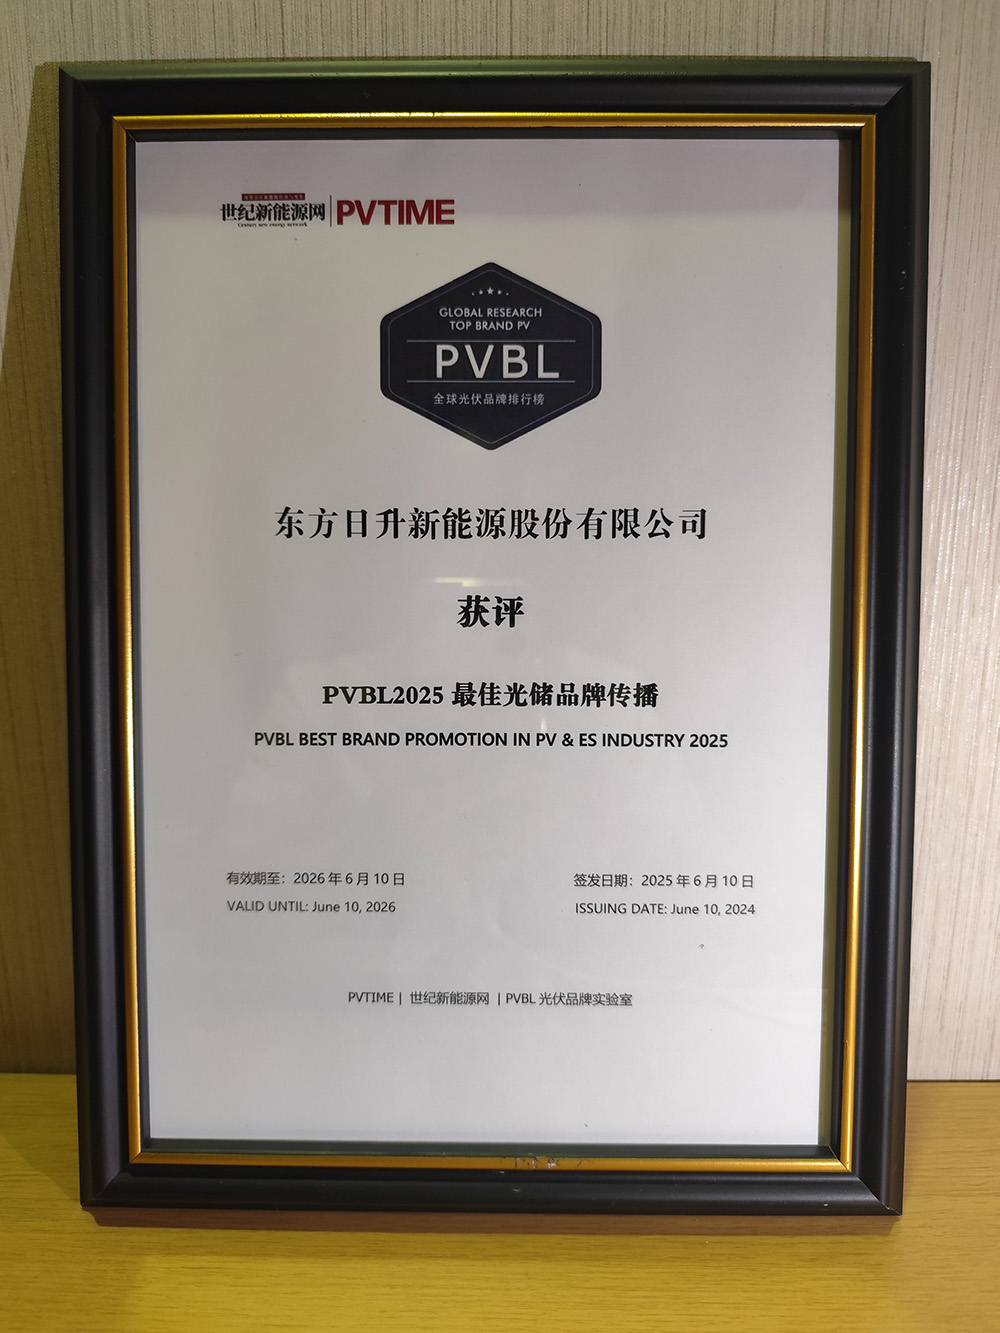 世纪新能源网 PVTIME
Century new energy network
GLOBAL RESEARCH
TOP BRAND PV
PVBL
全球光伏品牌排行榜
东方日升新能源股份有限公司
获评
PVBL2025 最佳光储品牌传播
PVBL BEST BRAND PROMOTION IN PV & ES INDUSTRY 2025
有效期至：2026 年 6 月 10 日
签发日期：2025 年 6 月 10 日
VALID UNTIL: June 10, 2026
ISSUING DATE: June 10, 2024
PVTIME | 世纪新能源网 | PVBL 光伏品牌实验室